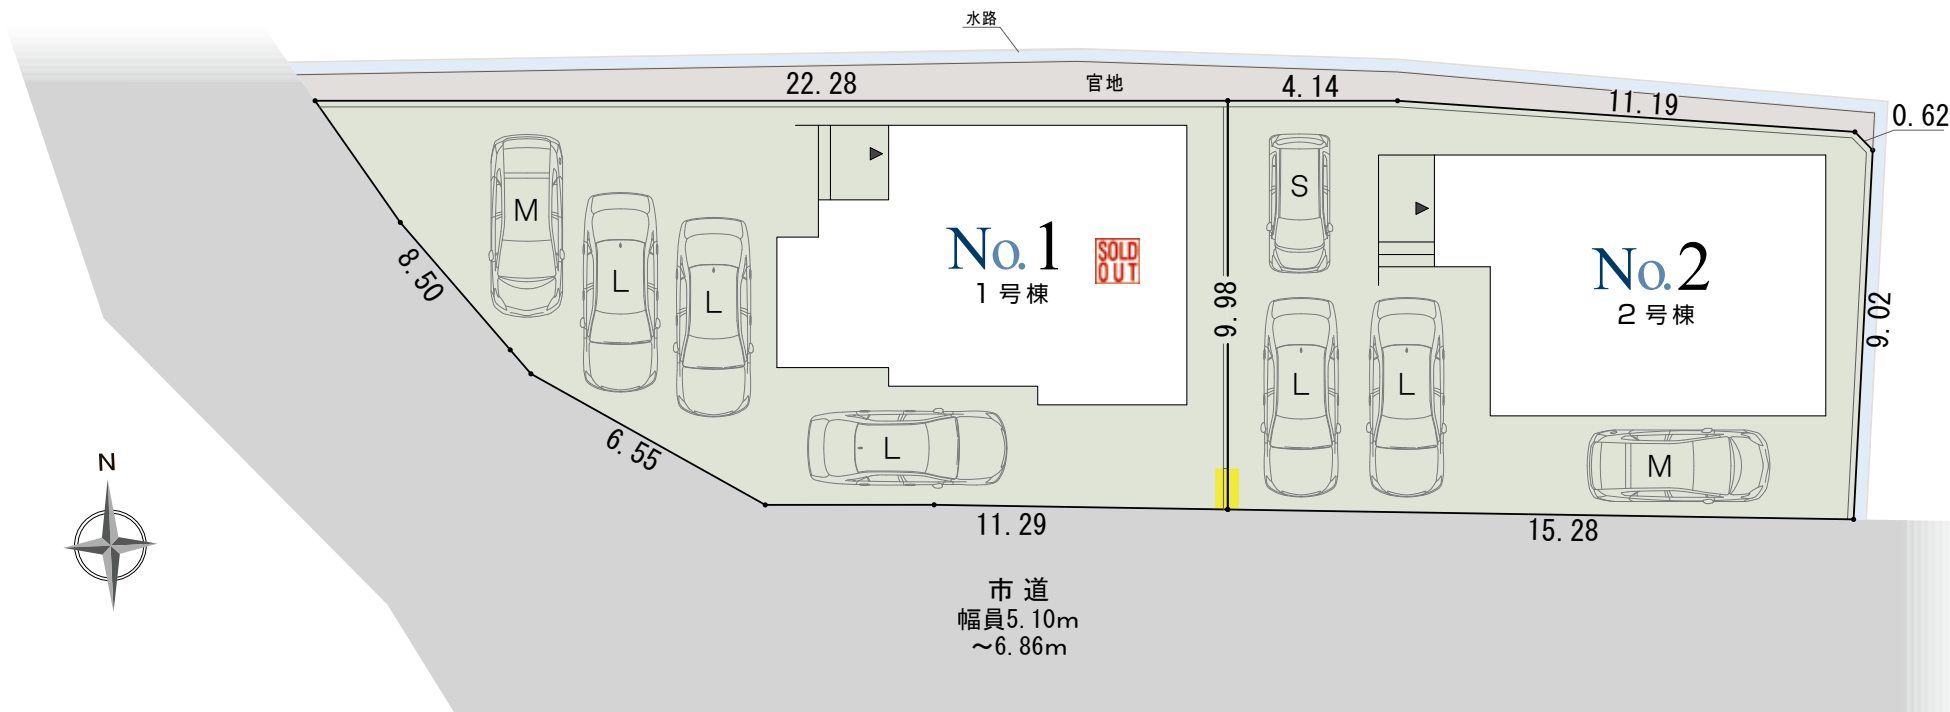 水路
22.28
官地
4.14
11.19
0.62
M
L
L
No.1
1号棟
SOLD
OUT
S
No.2
2号棟
8.50
9.98
9.02
L
L
L
M
6.55
11.29
15.28
N
市道
幅員5.10m
～6.86m